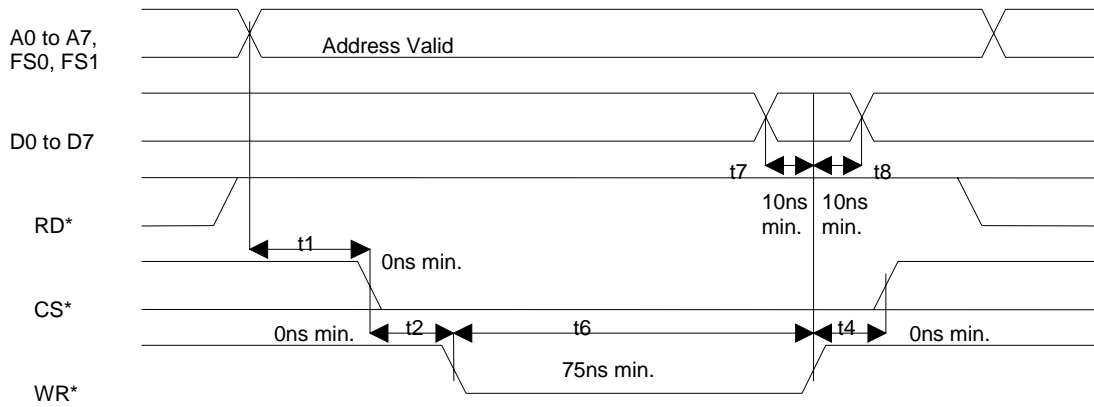 A0 to A7,
FS0, FS1
Address Valid
D0 to D7
t7
t8
10ns
min.
10ns
min.
RD*
t1
0ns min.
CS*
0ns min.
t2
t6
t4
0ns min.
75ns min.
WR*